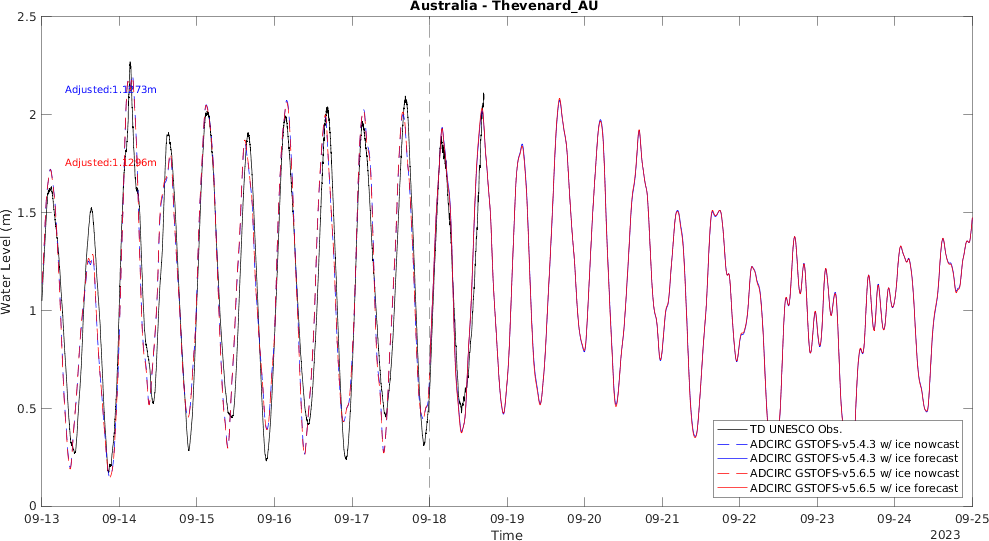 Australia - Thevenard_AU
2.5
2
1.5
1
0.5
0
Water Level (m)
Adjusted:1.1273m
Adjusted:1.1296m
TD UNESCO Obs.
ADCIRC GSTOFS-v5.4.3 w/ ice nowcast
ADCIRC GSTOFS-v5.4.3 w/ ice forecast
ADCIRC GSTOFS-v5.6.5 w/ ice nowcast
ADCIRC GSTOFS-v5.6.5 w/ ice forecast
09-13 09-14 09-15 09-16 09-17 09-18 09-19 09-20 09-21 09-22 09-23 09-24 09-25
Time
2023